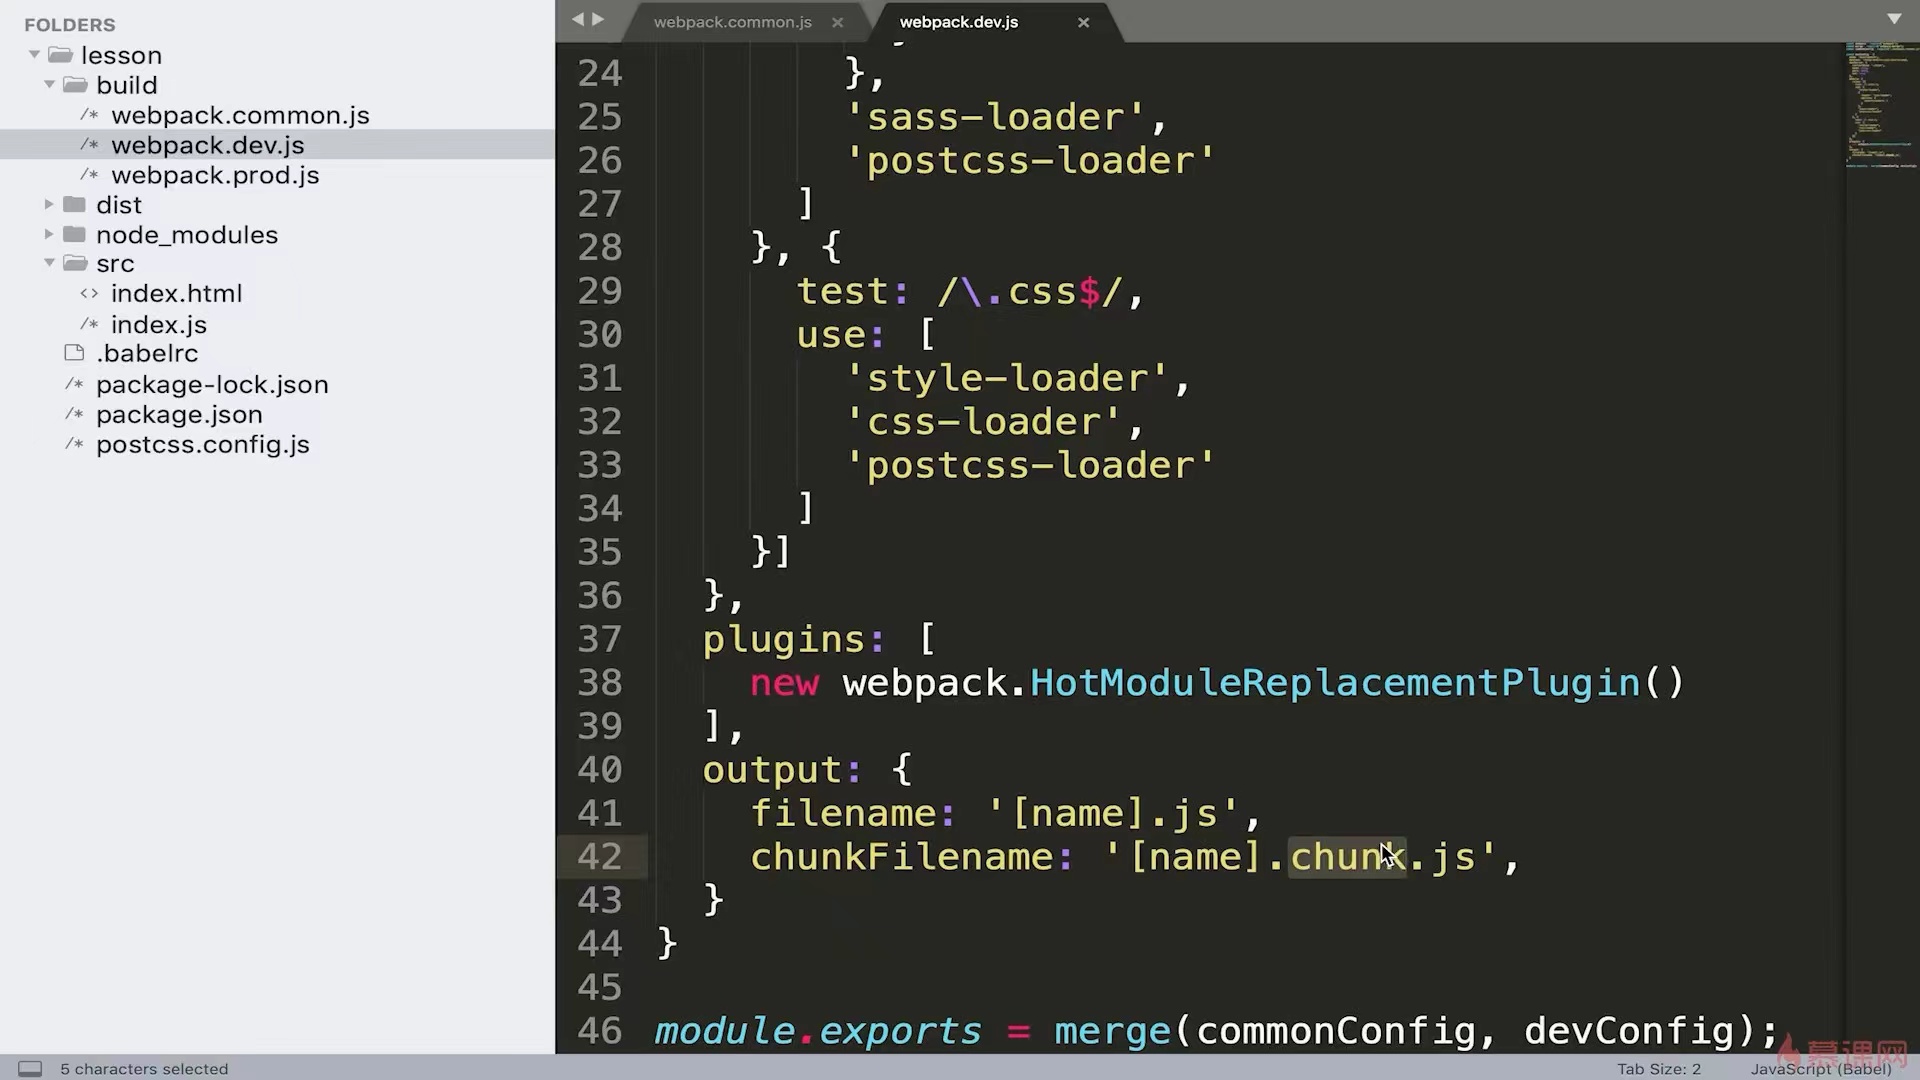 FOLDERS
lesson
build
/* webpack.common.js
/* webpack.dev.js
/* webpack.prod.js
dist
node_modules
src
<> index.html
/* index.js
.babelrc
/* package-lock.json
/* package.json
/* postcss.config.js
webpack.common.js ×
webpack.dev.js ×
24 },
25 'sass-loader',
26 'postcss-loader'
27 ]
28 }, {
29 test: /\.css$/,
30 use: [
31 'style-loader',
32 'css-loader',
33 'postcss-loader'
34 ]
35 }]
36 },
37 plugins: [
38 new webpack.HotModuleReplacementPlugin()
39 ],
40 output: {
41 filename: '[name].js',
42 chunkFilename: '[name].chunk.js',
43 }
44 }
45
46 module.exports = merge(commonConfig, devConfig);
慕课网
5 characters selected
Tab Size: 2
JavaScript (Babel)